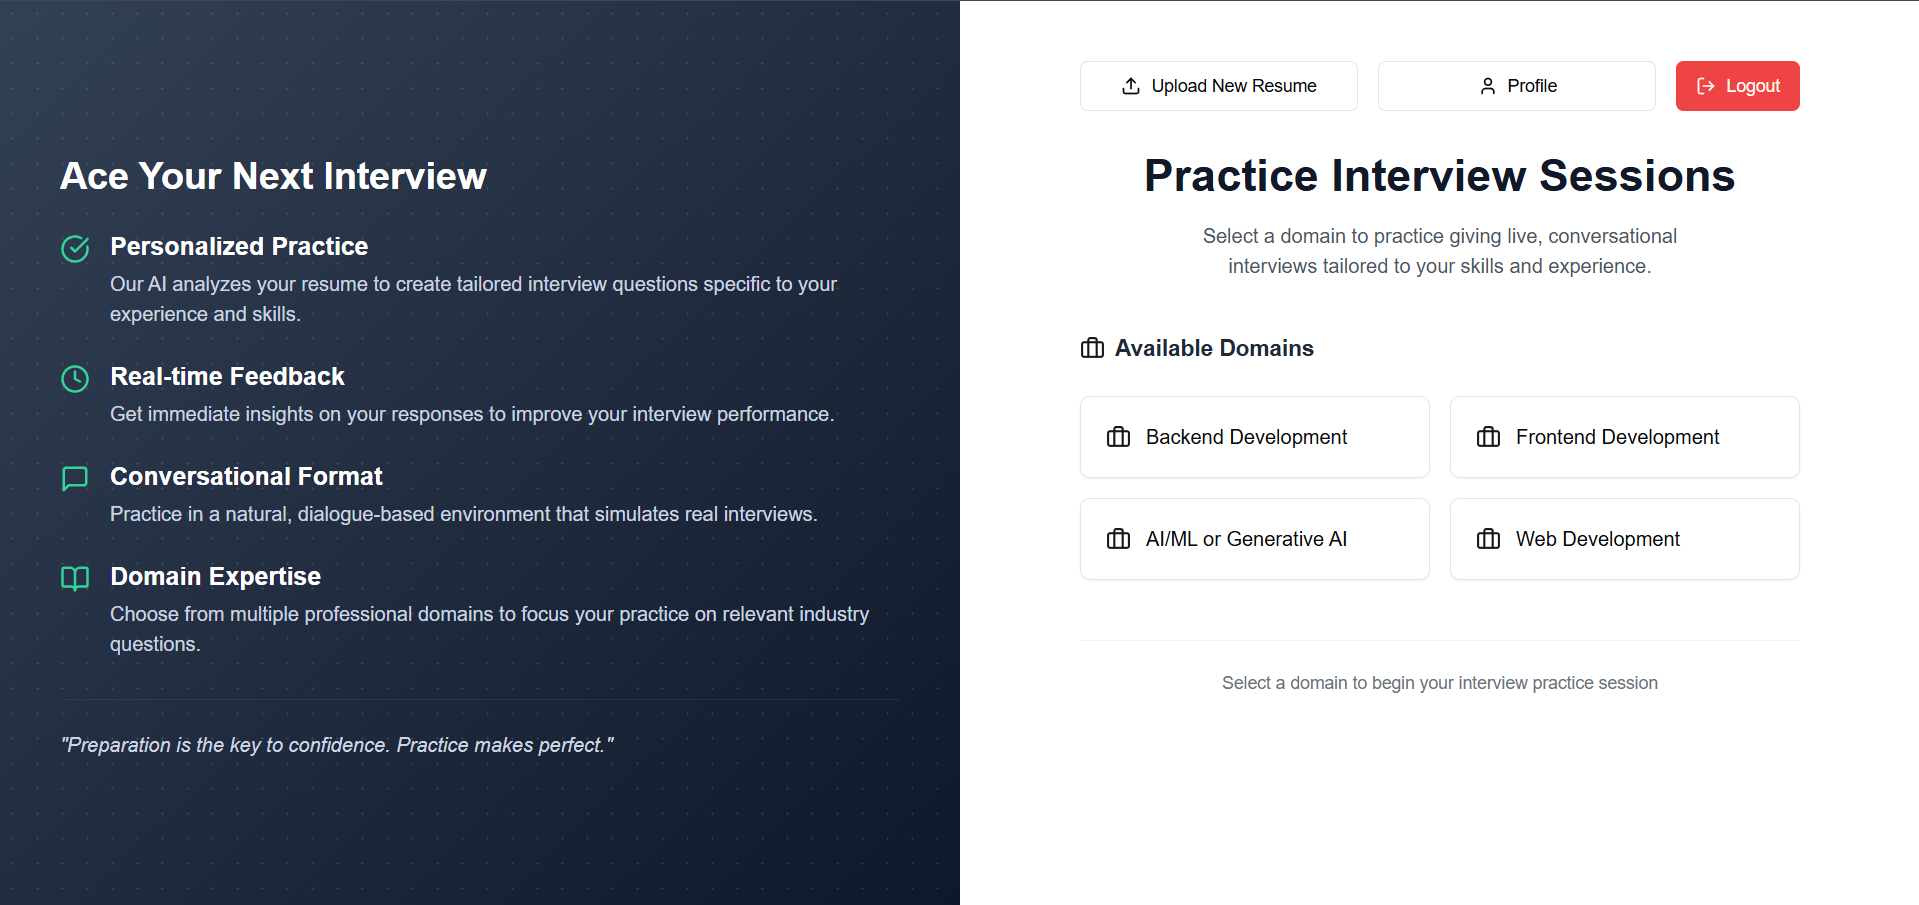 Ace Your Next Interview
Personalized Practice
Our AI analyzes your resume to create tailored interview questions specific to your
experience and skills.
Real-time Feedback
Get immediate insights on your responses to improve your interview performance.
Conversational Format
Practice in a natural, dialogue-based environment that simulates real interviews.
Domain Expertise
Choose from multiple professional domains to focus your practice on relevant industry
questions.
"Preparation is the key to confidence. Practice makes perfect."
Upload New Resume
Profile
Logout
Practice Interview Sessions
Select a domain to practice giving live, conversational
interviews tailored to your skills and experience.
Available Domains
Backend Development
Frontend Development
AI/ML or Generative AI
Web Development
Select a domain to begin your interview practice session